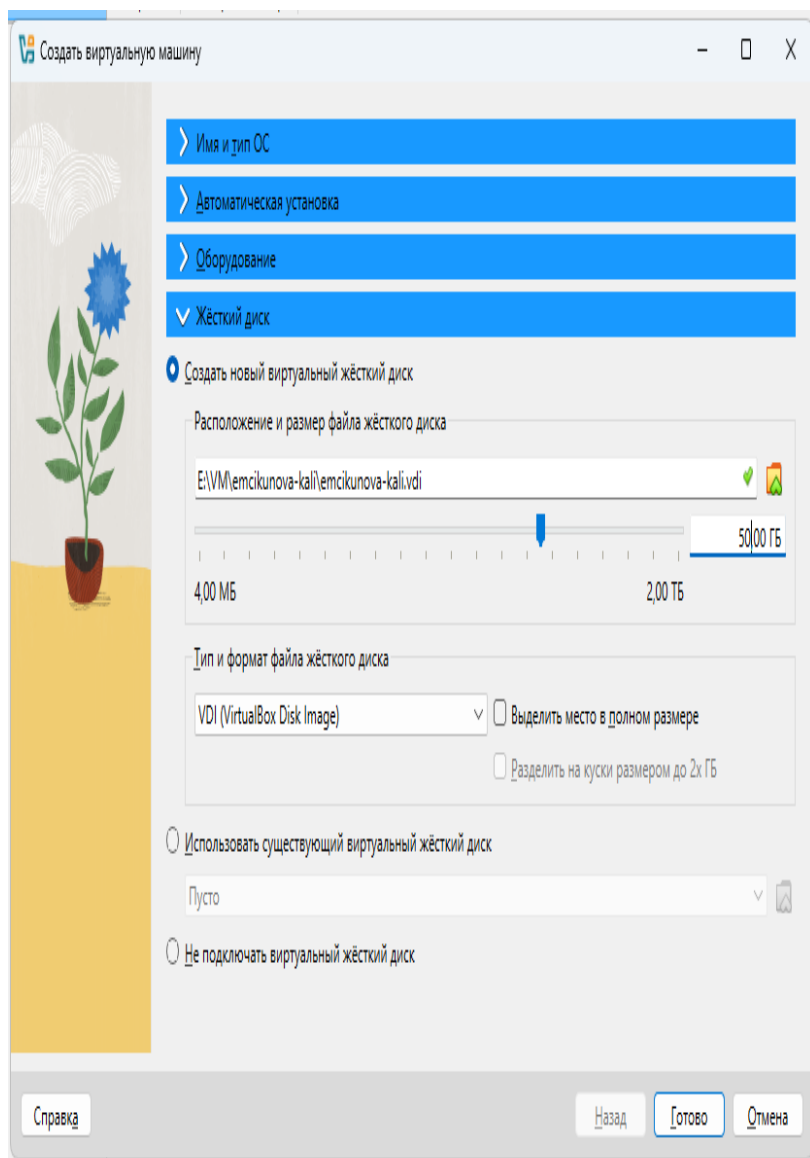 Создать виртуальную машину
Имя и тип ОС
Автоматическая установка
Оборудование
Жёсткий диск
Создать новый виртуальный жёсткий диск
Расположение и размер файла жёсткого диска
E:\VM\emcikunova-kali\emcikunova-kali.vdi
50,00 ГБ
4,00 МБ 2,00 ТБ
Тип и формат файла жёсткого диска
VDI (VirtualBox Disk Image) Выделить место в полном размере
Разделить на куски размером до 2х ГБ
Использовать существующий виртуальный жёсткий диск
Пусто
Не подключать виртуальный жёсткий диск
Справка Назад Готово Отмена